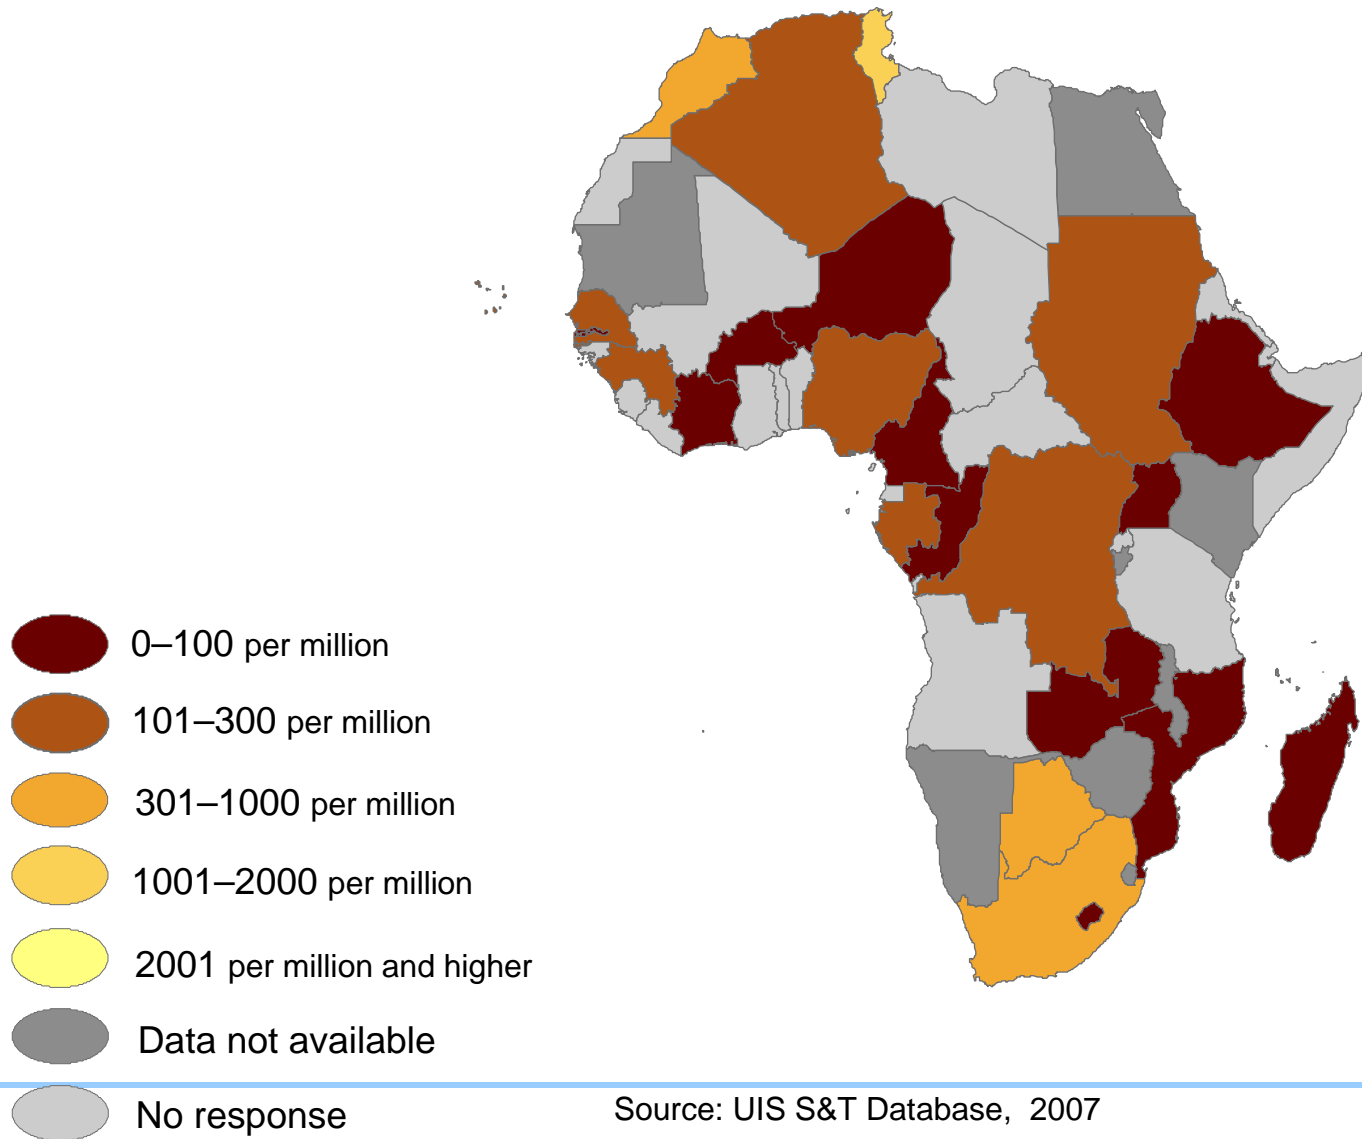 0–100 per million
101–300 per million
301–1000 per million
1001–2000 per million
2001 per million and higher
Data not available
No response
Source: UIS S&T Database, 2007